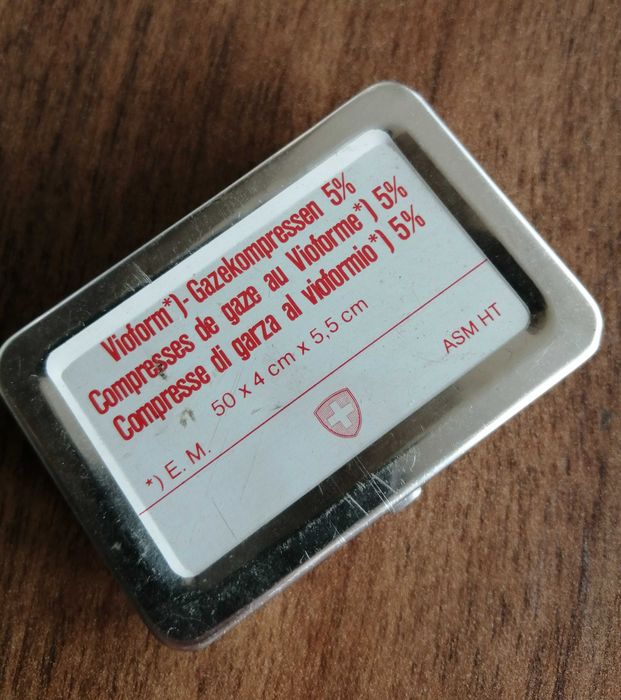 Vioform*)-Gazekompressen 5%
Compresses de gaze au Vioforme*) 5%
Compresse di garza al vioformio*) 5%
50 x 4 cm x 5,5 cm
*) E. M.
ASM HT